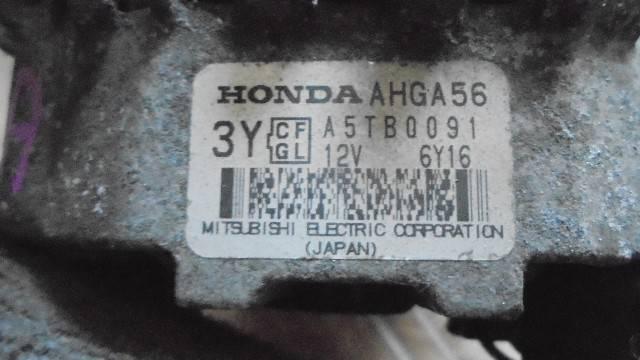 HONDA AHGA56
3Y CF GL A5TB0091
12V 6Y16
MITSUBISHI ELECTRIC CORPORATION
(JAPAN)